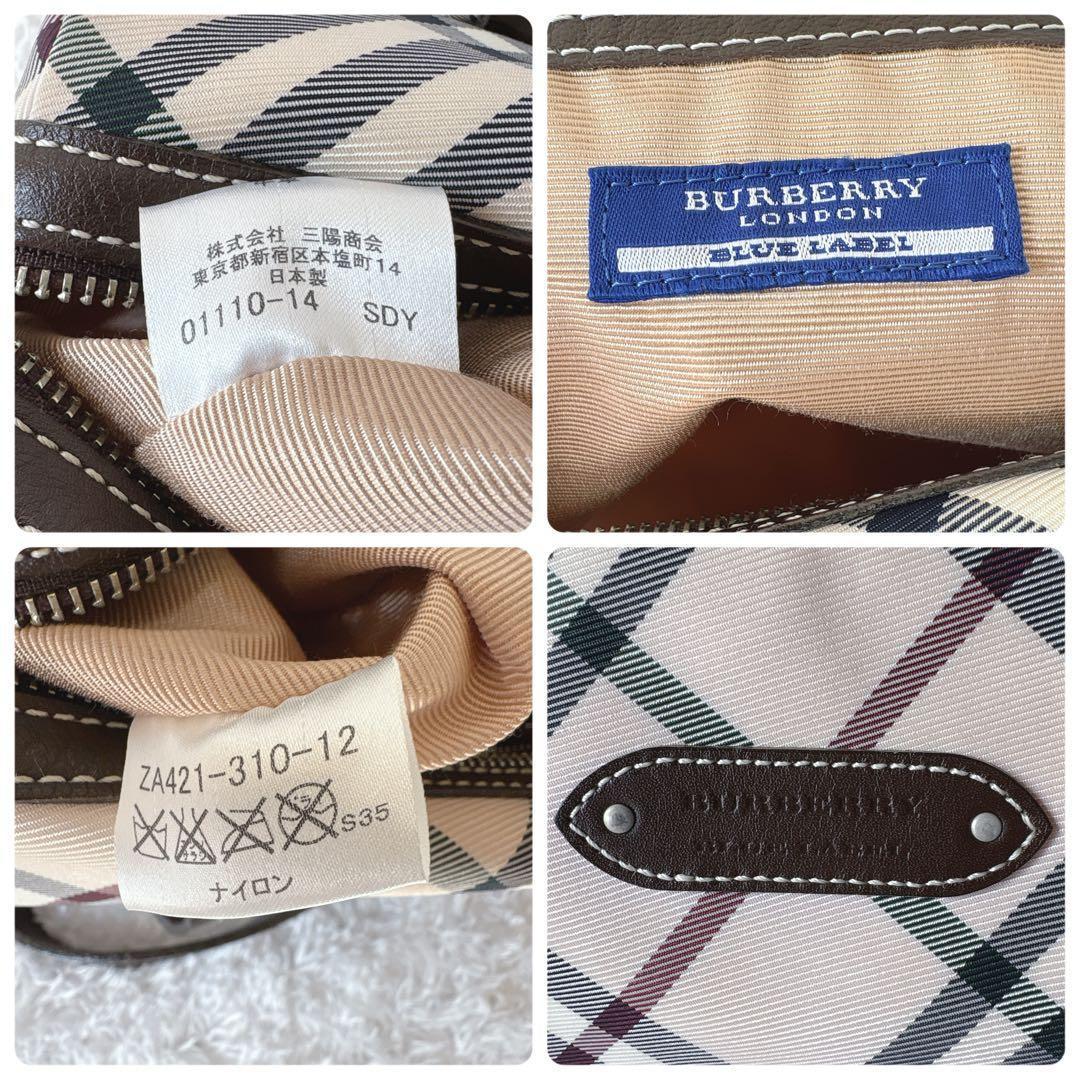 株式会社 三陽商会
東京都新宿区本塩町14
日本製
01110-14 SDY
BURBERRY
LONDON
BLUE LABEL
ZA421-310-12
S35
ナイロン
BURBERRY
BLUE LABEL